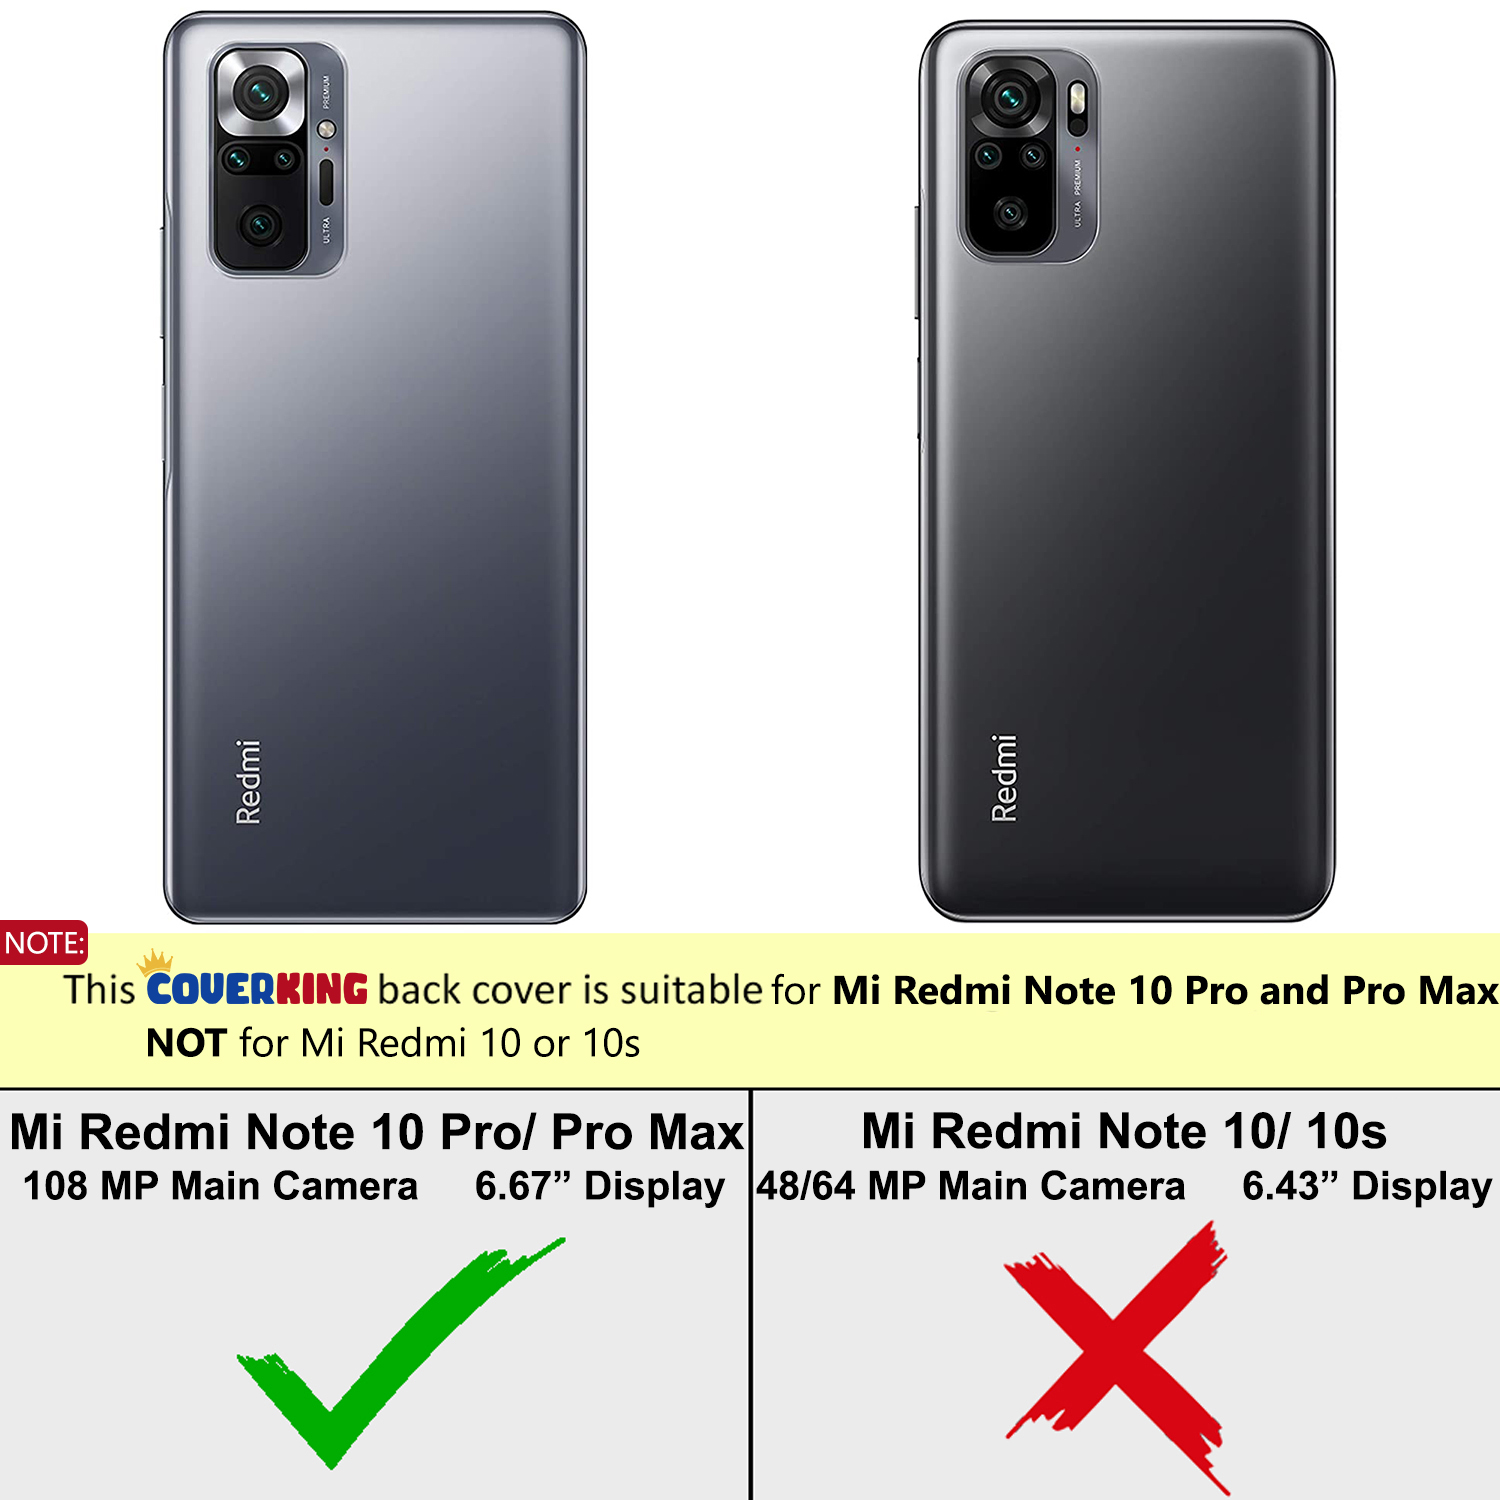 PREMIUM
ULTRA
Redmi
ULTRA PREMIUM
Redmi
NOTE:
This COVERKING back cover is suitable for Mi Redmi Note 10 Pro and Pro Max
NOT for Mi Redmi 10 or 10s
Mi Redmi Note 10 Pro/ Pro Max
108 MP Main Camera 6.67” Display
Mi Redmi Note 10/ 10s
48/64 MP Main Camera 6.43” Display